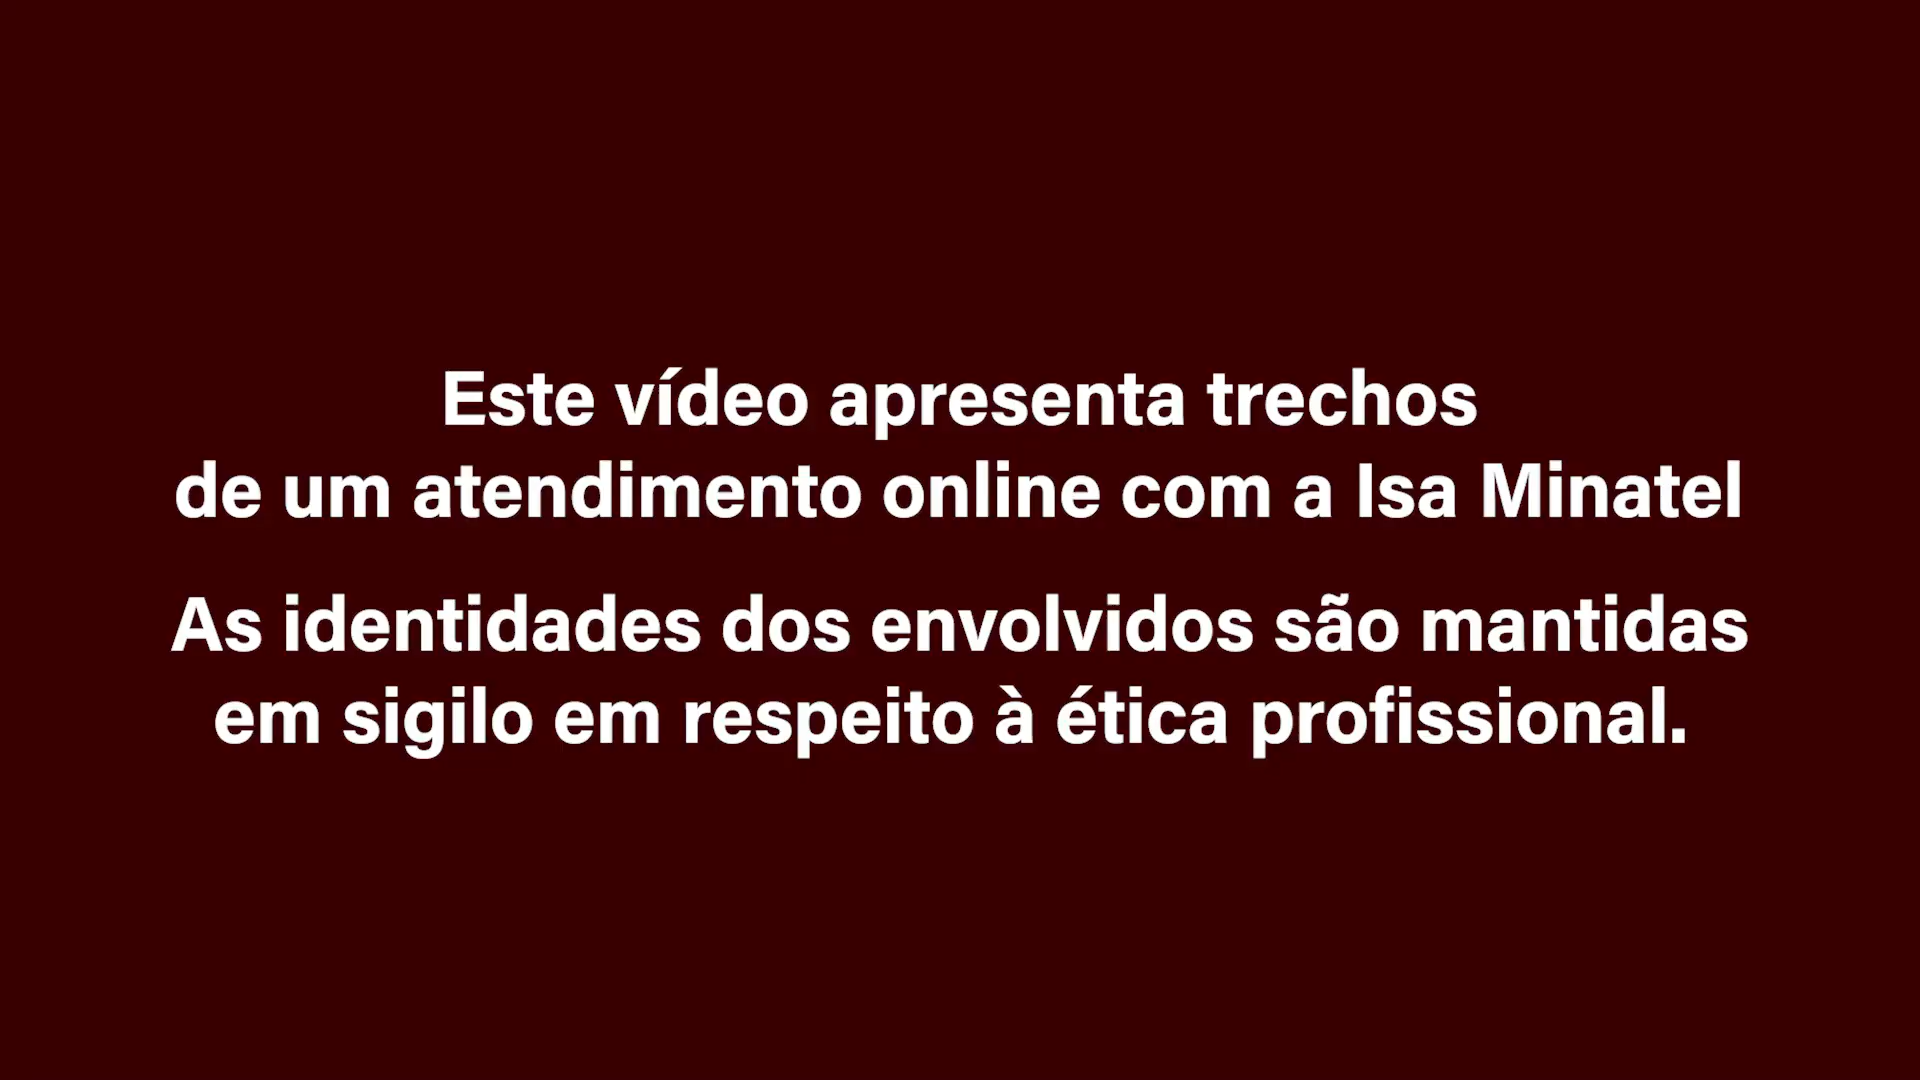 Este vídeo apresenta trechos
de um atendimento online com a Isa Minatel
As identidades dos envolvidos são mantidas
em sigilo em respeito à ética profissional.